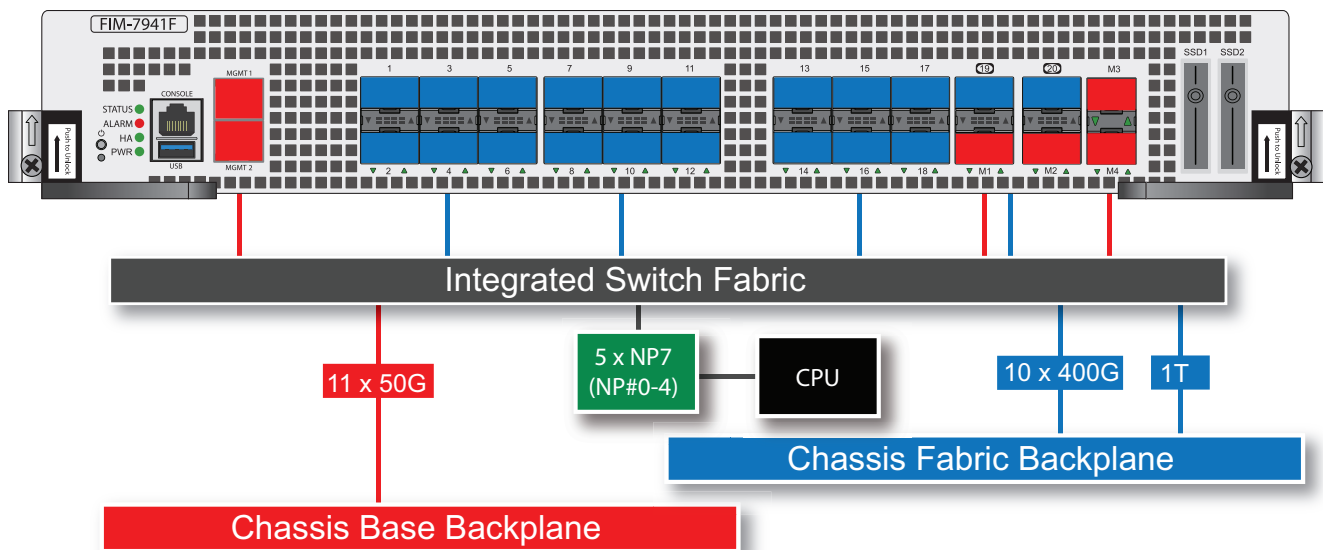 FIM-7941F
SSD1 SSD2
1 3 5 7 9 11 13 15 17 19 20 M3
MGMT 1
CONSOLE
STATUS
ALARM
HA
PWR
USB
MGMT 2
Push to Unlock
Push to Unlock
2 4 6 8 10 12 14 16 18 M1 M2 M4
Integrated Switch Fabric
11 x 50G
5 x NP7
(NP#0-4)
CPU
10 x 400G
1T
Chassis Fabric Backplane
Chassis Base Backplane